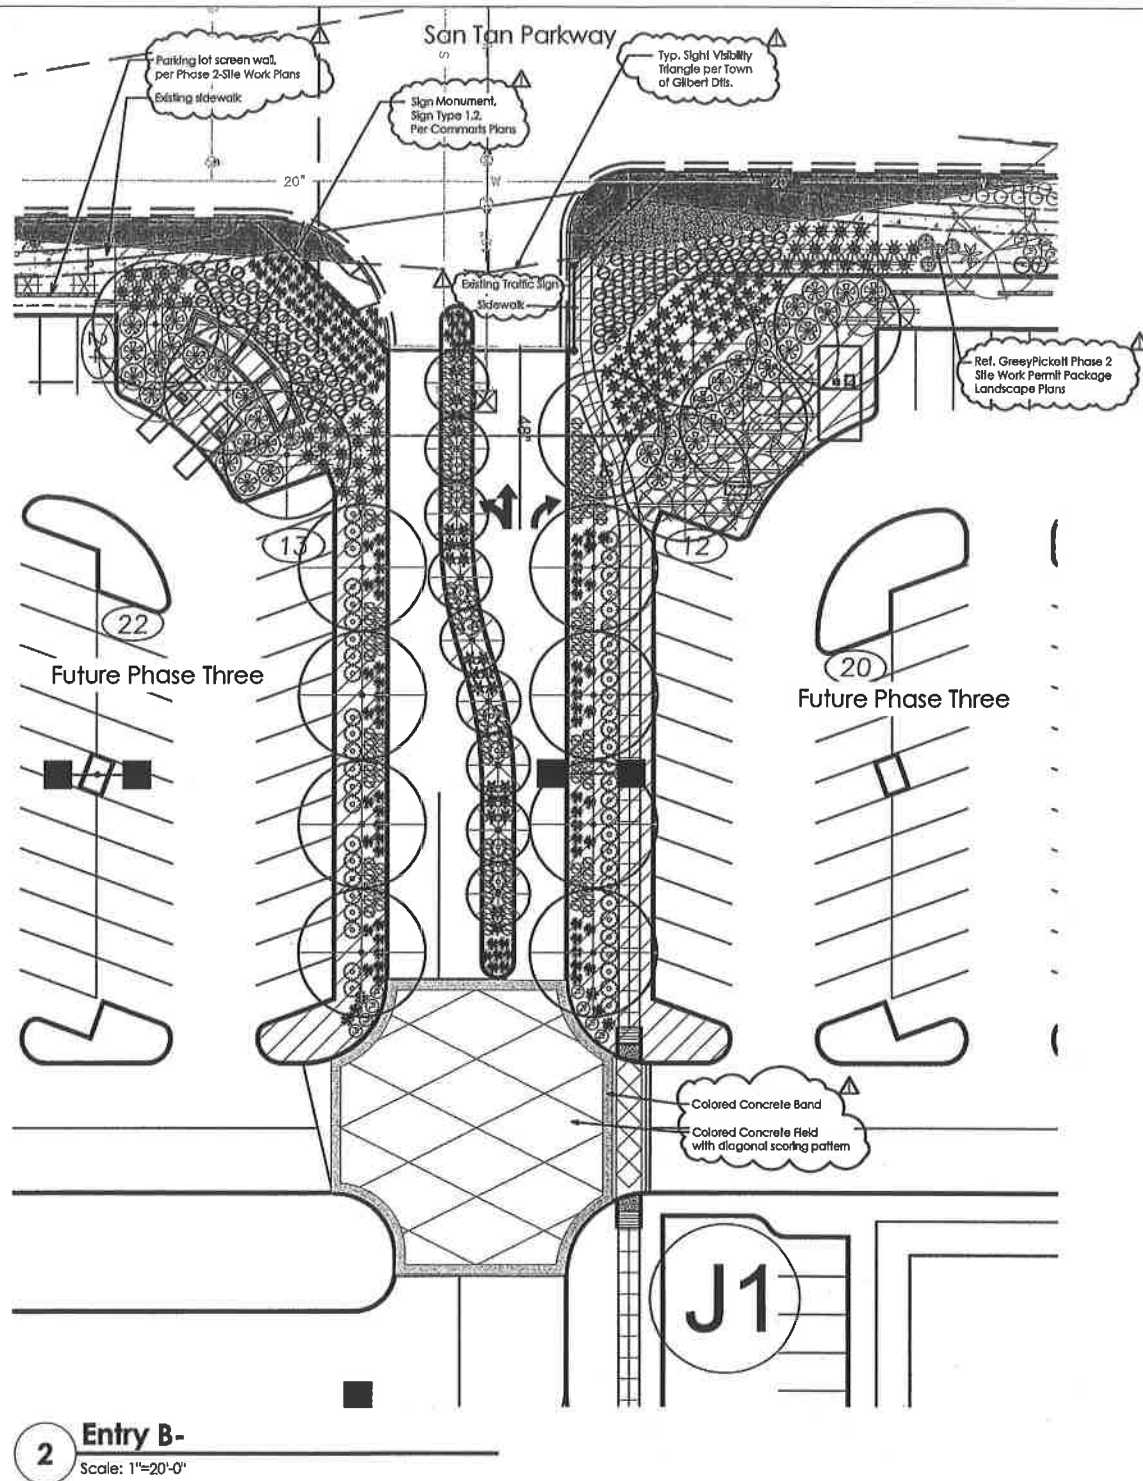 San Tan Parkway
Parking lot screen wall,
per Phase 2-Site Work Plans
Existing sidewalk
Sign Monument,
Sign Type 1.2,
Per Commarts Plans
Typ. Sight Visibility
Triangle per Town
of Gilbert Dtls.
S
W
20"
20
Existing Traffic Sign
Sidewalk
Ref. GreeyPickett Phase 2
Site Work Permit Package
Landscape Plans
48"
13
12
22
20
Future Phase Three
Future Phase Three
Colored Concrete Band
Colored Concrete Field
with diagonal scoring pattern
J1
2
Entry B-
Scale: 1"=20'-0"